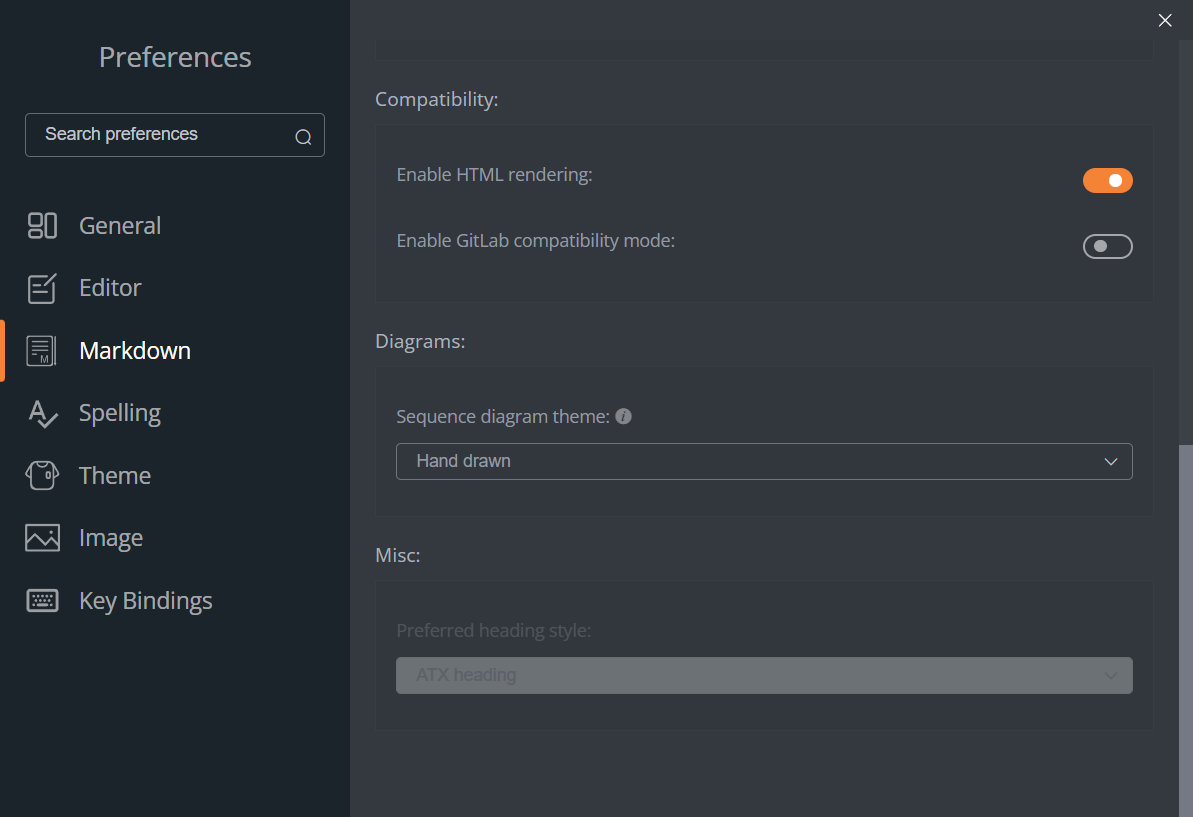 Preferences
Search preferences
General
Editor
Markdown
Spelling
Theme
Image
Key Bindings
Compatibility:
Enable HTML rendering:
Enable GitLab compatibility mode:
Diagrams:
Sequence diagram theme:
Hand drawn
Misc:
Preferred heading style:
ATX heading